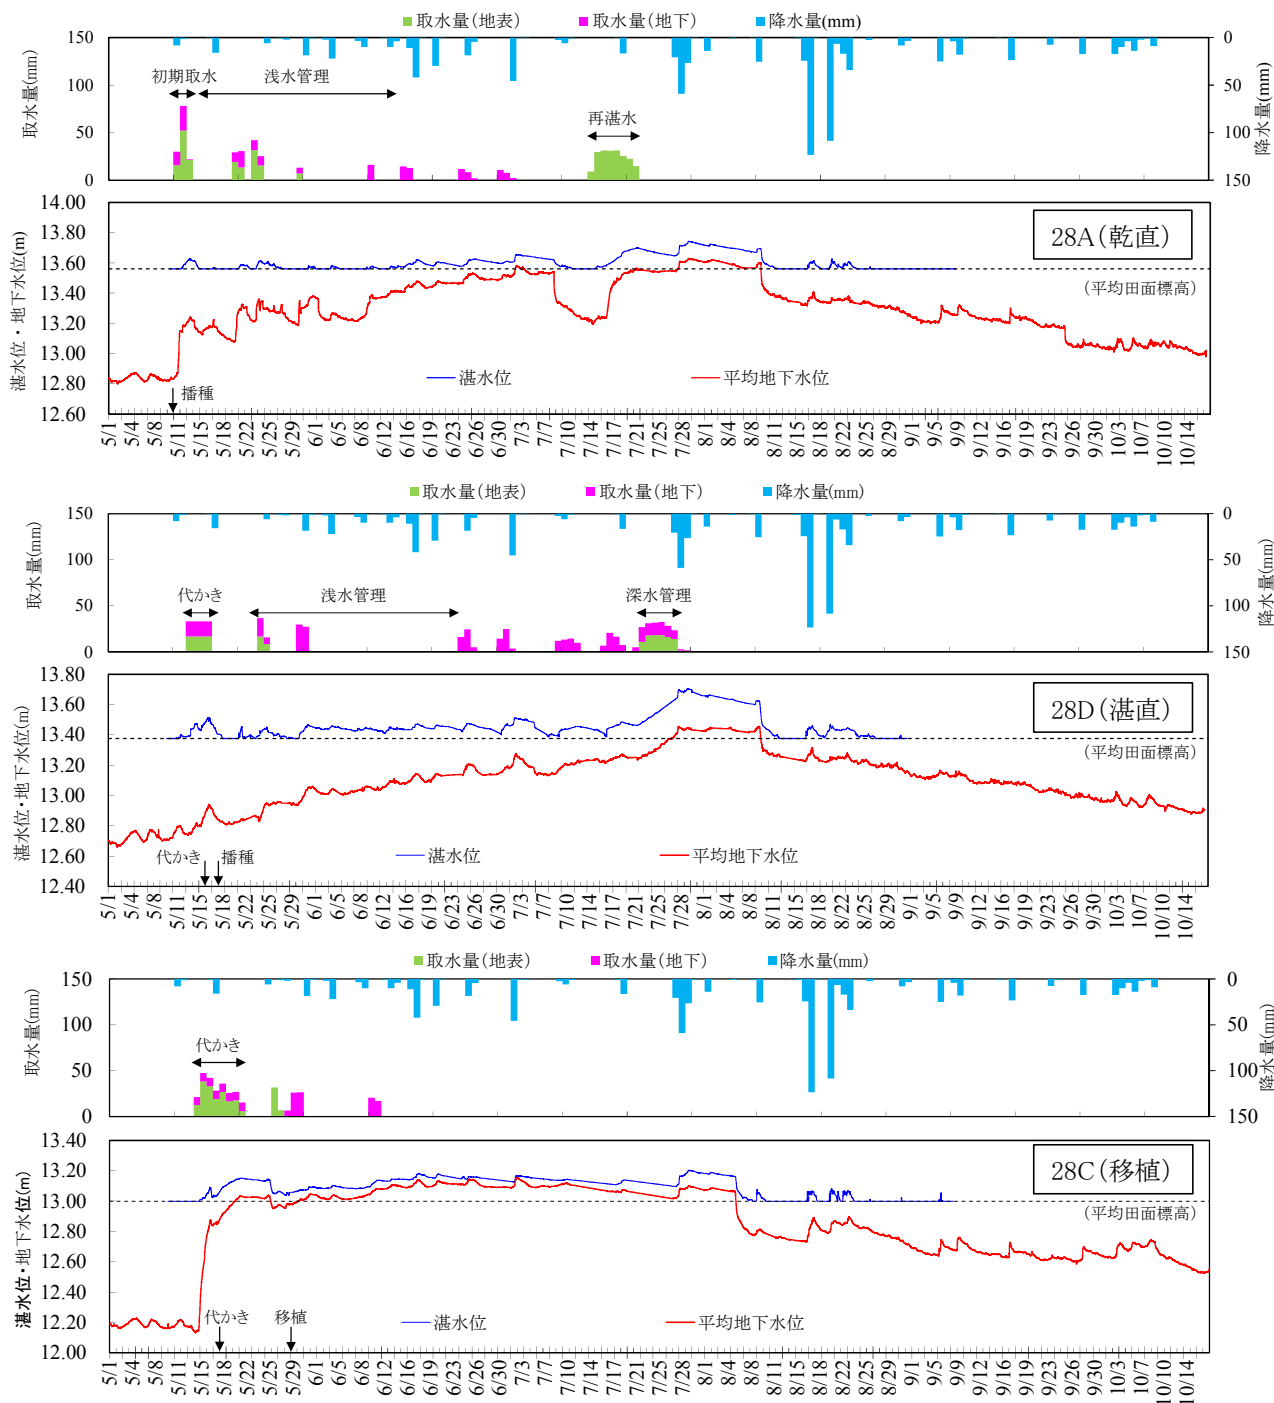 取水量(地表) 取水量(地下) 降水量(mm)
取水量(mm)
150
100
50
0
初期取水 浅水管理 再湛水
0
50
100
150
降水量(mm)
湛水位・地下水位(m)
14.00
13.80
13.60
13.40
13.20
13.00
12.80
12.60
28A(乾直)
(平均田面標高)
湛水位 平均地下水位
播種
5/1 5/4 5/8 5/11 5/15 5/18 5/22 5/25 5/29 6/1 6/5 6/8 6/12 6/16 6/19 6/23 6/26 6/30 7/3 7/7 7/10 7/14 7/17 7/21 7/25 7/28 8/1 8/4 8/8 8/11 8/15 8/18 8/22 8/25 8/29 9/1 9/5 9/9 9/12 9/16 9/19 9/23 9/26 9/30 10/3 10/7 10/10 10/14
取水量(地表) 取水量(地下) 降水量(mm)
取水量(mm)
150
100
50
0
代かき 浅水管理 深水管理
0
50
100
150
降水量(mm)
湛水位・地下水位(m)
13.80
13.60
13.40
13.20
13.00
12.80
12.60
12.40
28D(湛直)
(平均田面標高)
代かき 播種 湛水位 平均地下水位
5/1 5/4 5/8 5/11 5/15 5/18 5/22 5/25 5/29 6/1 6/5 6/8 6/12 6/16 6/19 6/23 6/26 6/30 7/3 7/7 7/10 7/14 7/17 7/21 7/25 7/28 8/1 8/4 8/8 8/11 8/15 8/18 8/22 8/25 8/29 9/1 9/5 9/9 9/12 9/16 9/19 9/23 9/26 9/30 10/3 10/7 10/10 10/14
取水量(地表) 取水量(地下) 降水量(mm)
取水量(mm)
150
100
50
0
代かき
0
50
100
150
降水量(mm)
湛水位・地下水位(m)
13.40
13.20
13.00
12.80
12.60
12.40
12.20
12.00
28C(移植)
(平均田面標高)
代かき 移植 湛水位 平均地下水位
5/1 5/4 5/8 5/11 5/15 5/18 5/22 5/25 5/29 6/1 6/5 6/8 6/12 6/16 6/19 6/23 6/26 6/30 7/3 7/7 7/10 7/14 7/17 7/21 7/25 7/28 8/1 8/4 8/8 8/11 8/15 8/18 8/22 8/25 8/29 9/1 9/5 9/9 9/12 9/16 9/19 9/23 9/26 9/30 10/3 10/7 10/10 10/14